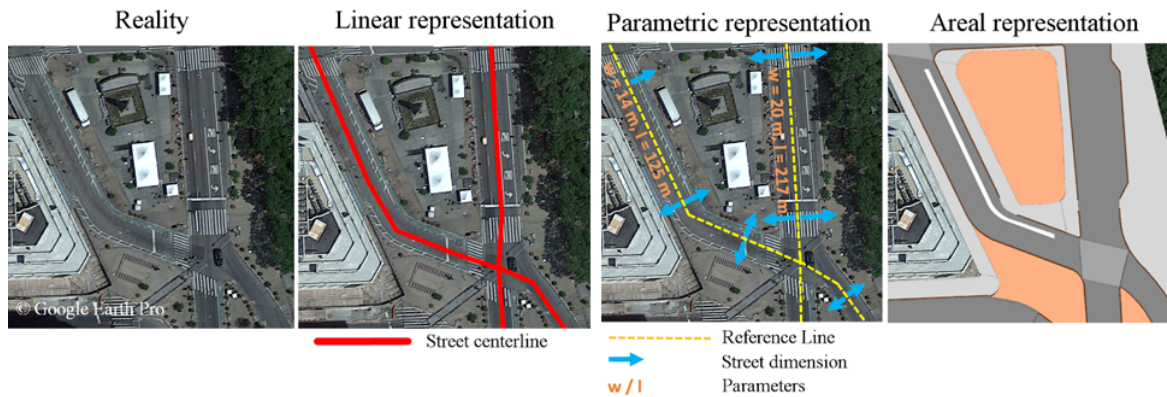 Reality
Linear representation
Parametric representation
Areal representation
w = 14 m, l = 125 m
w = 20 m, l = 217 m
© Google Earth Pro
Street centerline
Reference Line
Street dimension
w / l Parameters